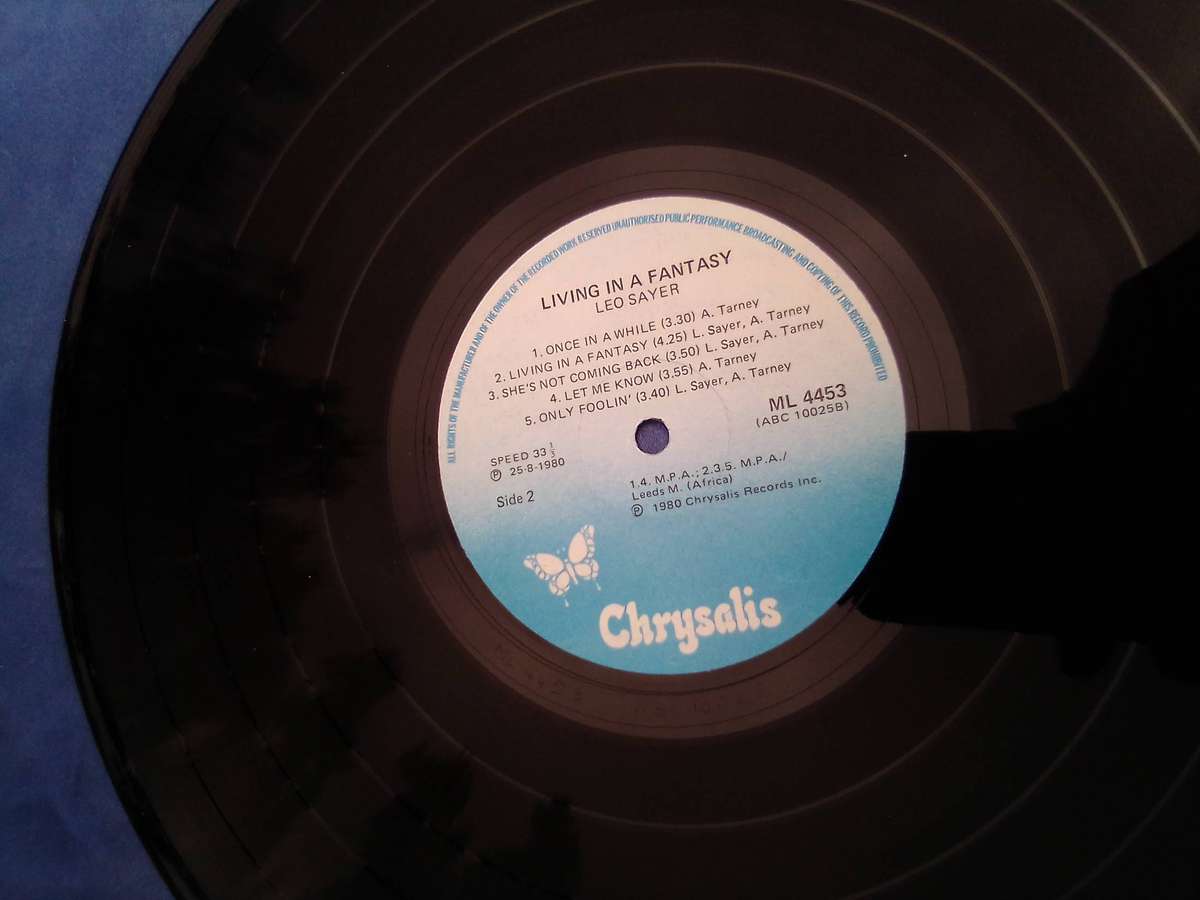 ALL RIGHTS OF THE MANUFACTURER AND OF THE OWNER OF THE RECORDED WORK RESERVED UNAUTHORISED PUBLIC PERFORMANCE BROADCASTING AND COPYING OF THIS RECORD PROHIBITED
LIVING IN A FANTASY
LEO SAYER
1. ONCE IN A WHILE (3.30) A. Tarney
2. LIVING IN A FANTASY (4.25) L. Sayer, A. Tarney
3. SHE'S NOT COMING BACK (3.50) L. Sayer, A. Tarney
4. LET ME KNOW (3.55) A. Tarney
5. ONLY FOOLIN' (3.40) L. Sayer, A. Tarney
ML 4453
(ABC 10025B)
SPEED 33 1/3
Ⓟ 25-8-1980
Side 2
1.4. M.P.A.; 2.3.5. M.P.A./
Leeds M. (Africa)
Ⓟ 1980 Chrysalis Records Inc.
Chrysalis